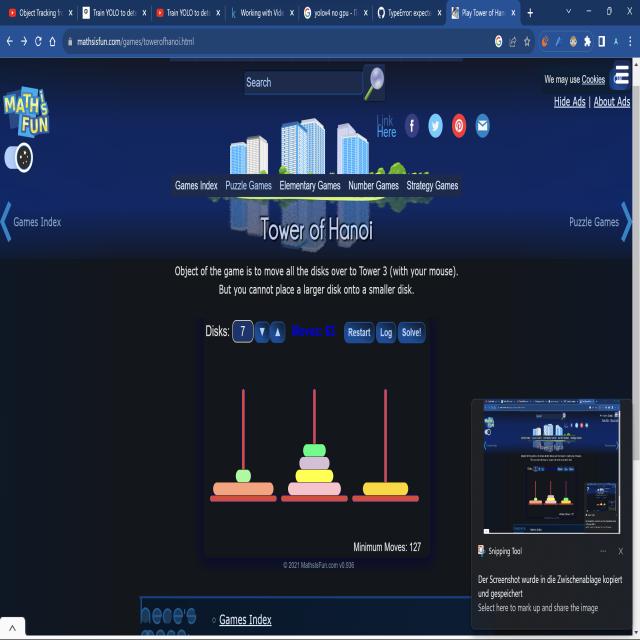 Object Tracking fr
Train YOLO to dete
Train YOLO to dete
Working with Vide
yolov4 no gpu - Π
TypeError: expecte
Play Tower of Han
mathsisfun.com/games/towerofhanoi.html
Search
We may use Cookies
Hide Ads | About Ads
MATH'S
IS
FUN
Link
Here
Games Index Puzzle Games Elementary Games Number Games Strategy Games
Games Index
Puzzle Games
Tower of Hanoi
Object of the game is to move all the disks over to Tower 3 (with your mouse).
But you cannot place a larger disk onto a smaller disk.
Disks: 7 Moves: 63 Restart Log Solve!
Minimum Moves: 127
© 2021 MathsIsFun.com v0.936
Snipping Tool
Der Screenshot wurde in die Zwischenablage kopiert
und gespeichert
Select here to mark up and share the image
Games Index